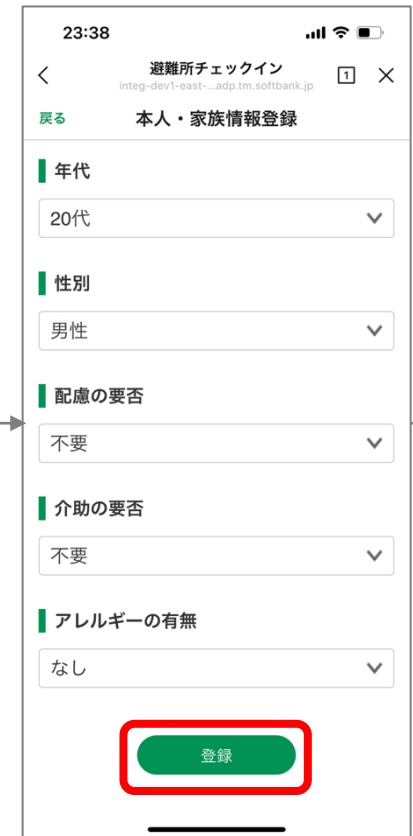 23:38
避難所チェックイン
integ-dev1-east-...adp.tm.softbank.jp
1
戻る
本人・家族情報登録
年代
20代
性別
男性
配慮の要否
不要
介助の要否
不要
アレルギーの有無
なし
登録